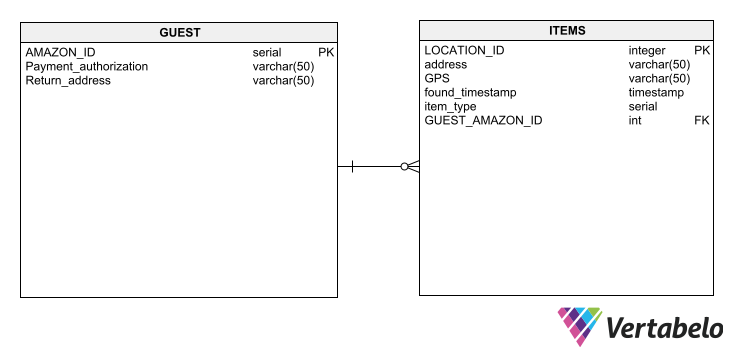 GUEST
AMAZON_ID serial PK
Payment_authorization varchar(50)
Return_address varchar(50)
ITEMS
LOCATION_ID integer PK
address varchar(50)
GPS varchar(50)
found_timestamp timestamp
item_type serial
GUEST_AMAZON_ID int FK
Vertabelo